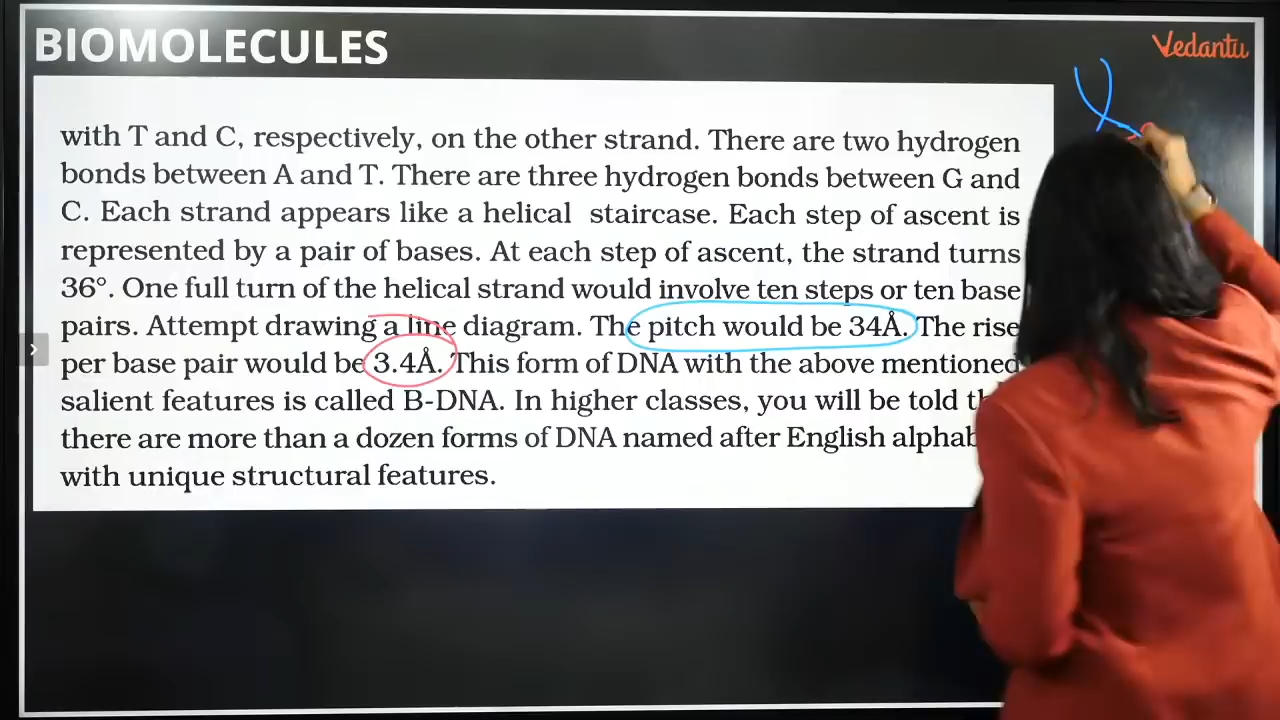 BIOMOLECULES
Vedantu
with T and C, respectively, on the other strand. There are two hydrogen
bonds between A and T. There are three hydrogen bonds between G and
C. Each strand appears like a helical staircase. Each step of ascent is
represented by a pair of bases. At each step of ascent, the strand turns
36°. One full turn of the helical strand would involve ten steps or ten base
pairs. Attempt drawing a line diagram. The pitch would be 34Å. The rise
per base pair would be 3.4Å. This form of DNA with the above mentioned
salient features is called B-DNA. In higher classes, you will be told
there are more than a dozen forms of DNA named after English
with unique structural features.